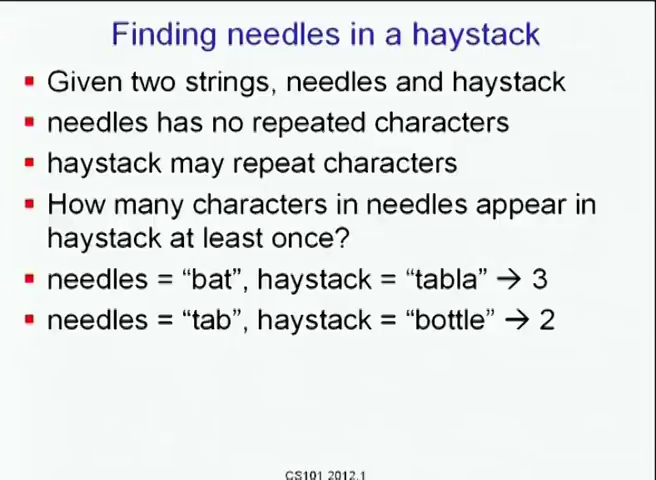 Finding needles in a haystack
▪ Given two strings, needles and haystack
▪ needles has no repeated characters
▪ haystack may repeat characters
▪ How many characters in needles appear in
haystack at least once?
▪ needles = “bat”, haystack = “tabla” → 3
▪ needles = “tab”, haystack = “bottle” → 2
CS101 2012.1